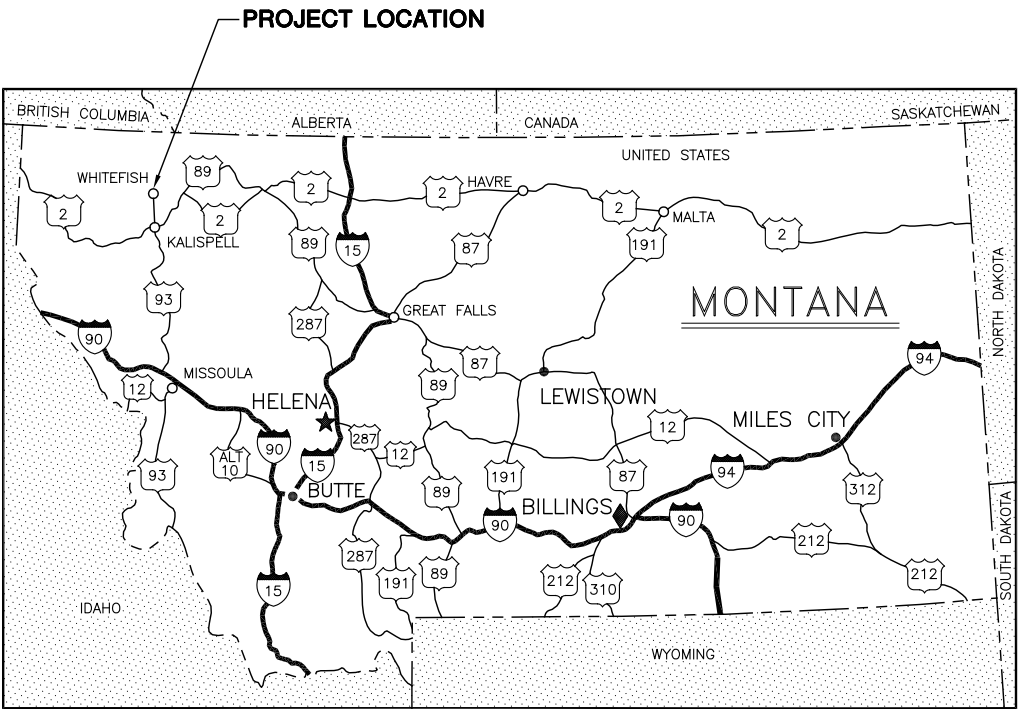 PROJECT LOCATION
BRITISH COLUMBIA
ALBERTA
CANADA
SASKATCHEWAN
UNITED STATES
WHITEFISH
89
2
2
HAVRE
2
2
2
MALTA
2
KALISPELL
89
15
87
191
NORTH DAKOTA
93
287
GREAT FALLS
MONTANA
90
87
94
MISSOULA
12
89
LEWISTOWN
HELENA
MILES CITY
287
12
12
90
ALT
10
15
93
191
87
94
BUTTE
89
312
BILLINGS
90
90
SOUTH DAKOTA
287
212
15
191
89
212
310
212
IDAHO
WYOMING